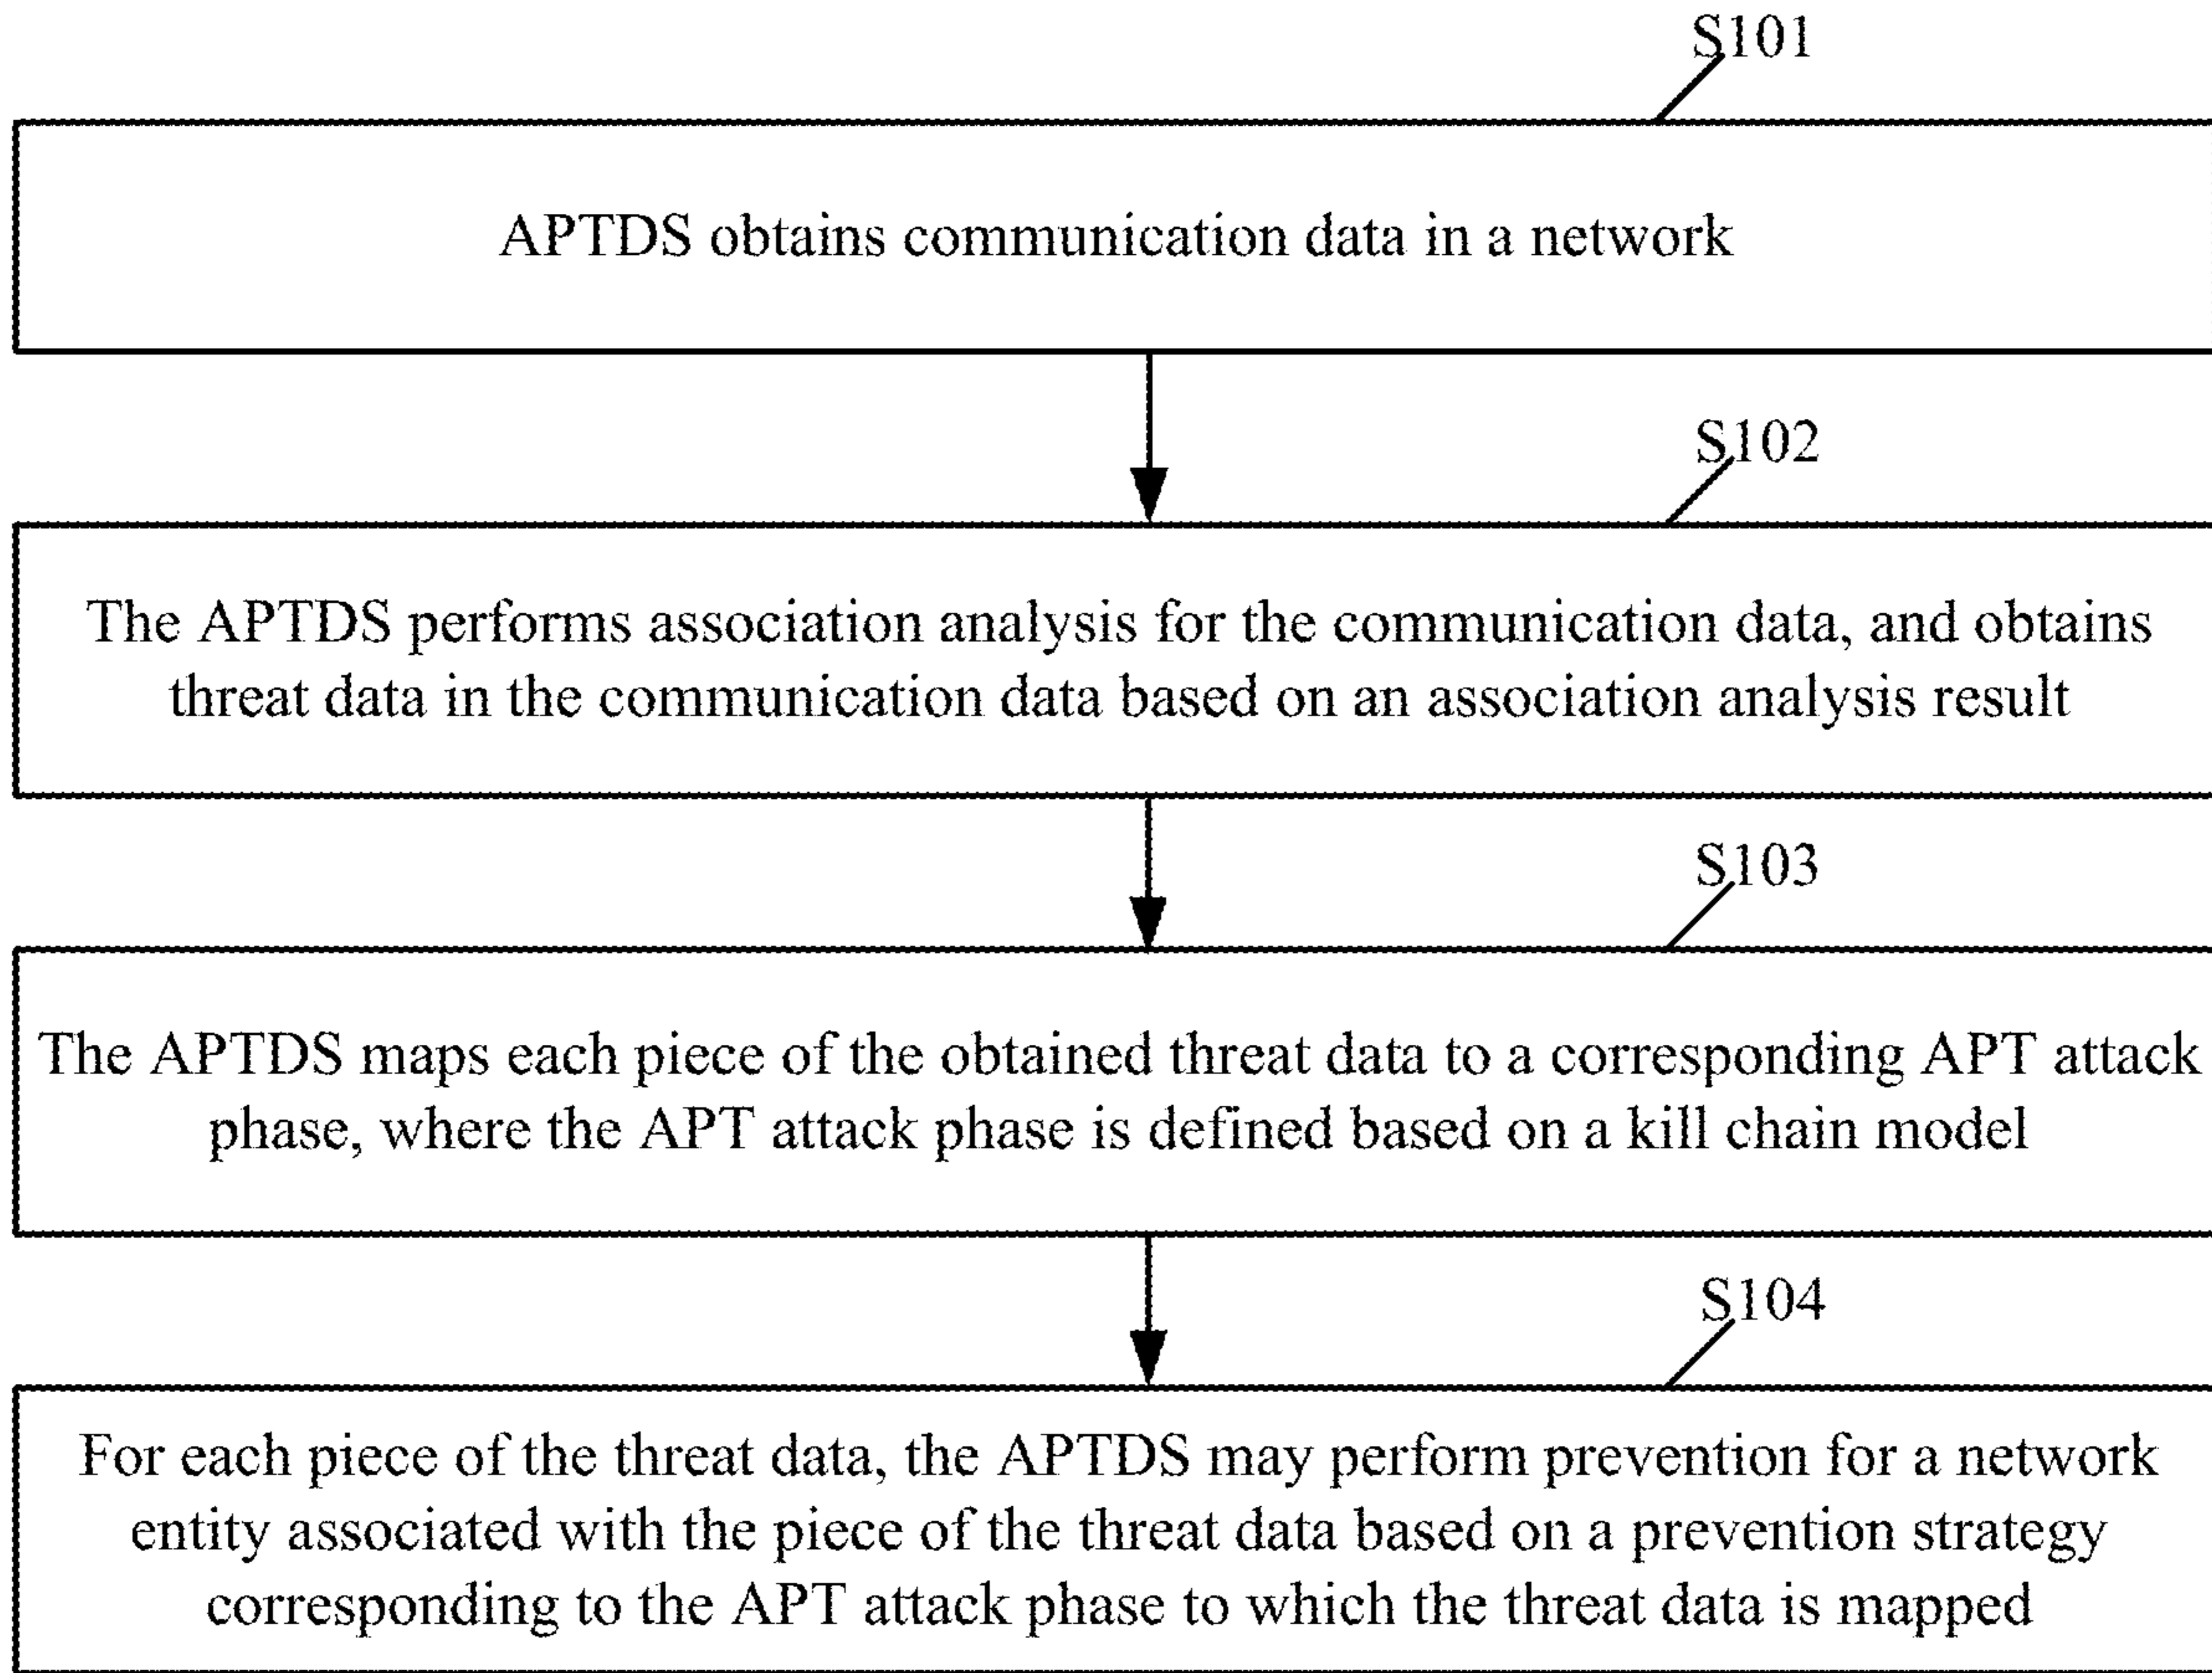 S101
APTDS obtains communication data in a network
S102
The APTDS performs association analysis for the communication data, and obtains
threat data in the communication data based on an association analysis result
S103
The APTDS maps each piece of the obtained threat data to a corresponding APT attack
phase, where the APT attack phase is defined based on a kill chain model
S104
For each piece of the threat data, the APTDS may perform prevention for a network
entity associated with the piece of the threat data based on a prevention strategy
corresponding to the APT attack phase to which the threat data is mapped